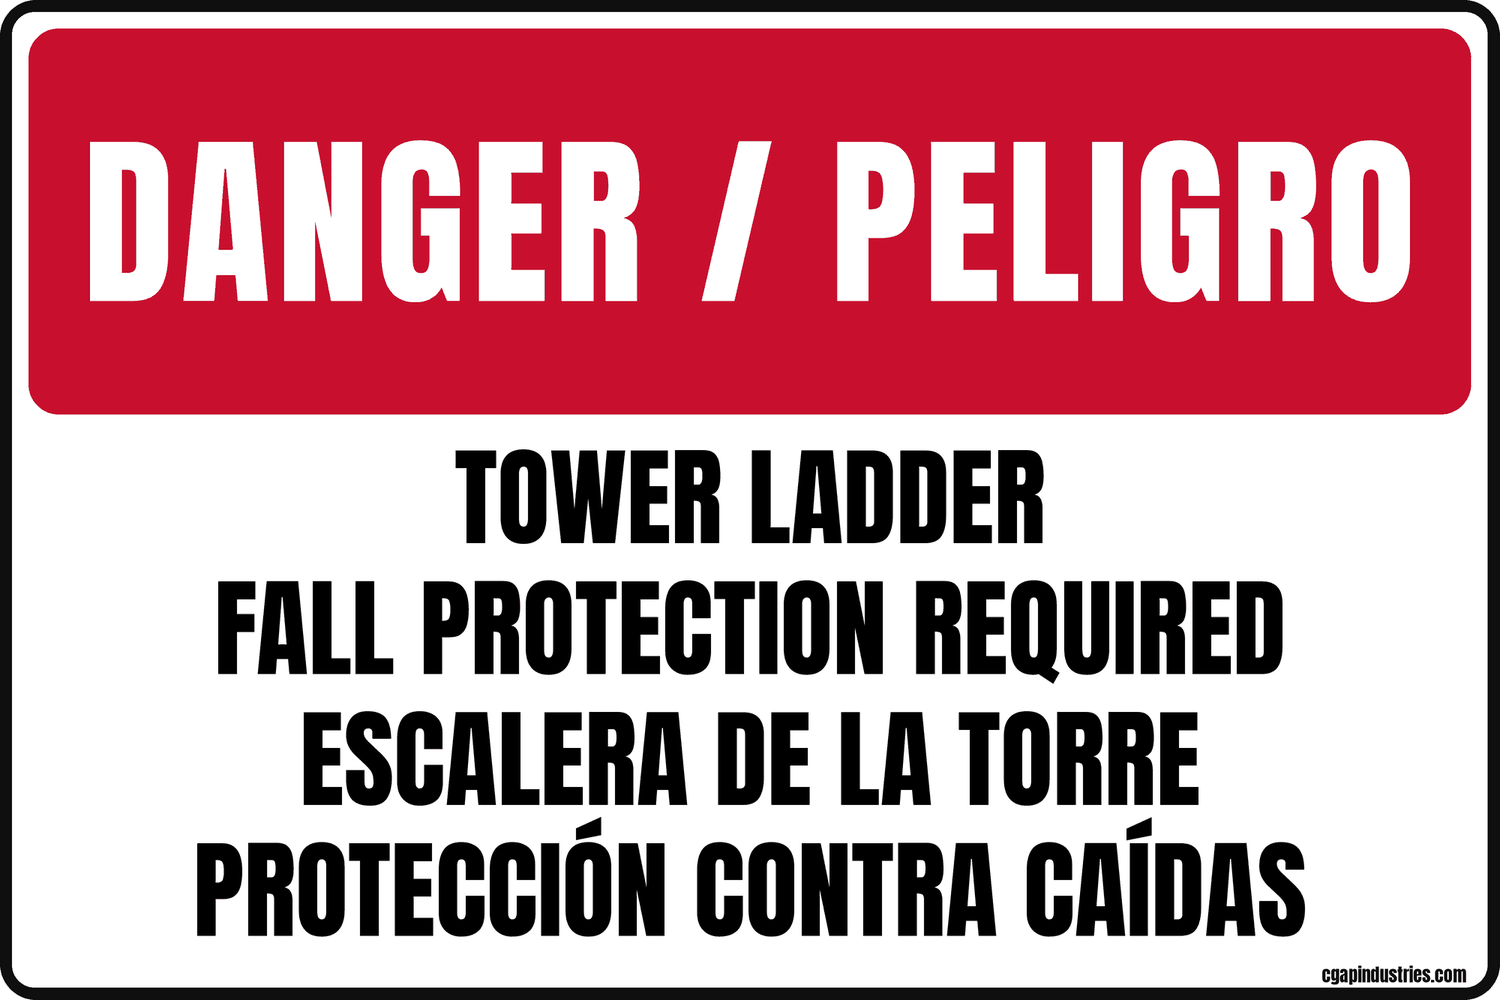 DANGER / PELIGRO
TOWER LADDER
FALL PROTECTION REQUIRED
ESCALERA DE LA TORRE
PROTECCIÓN CONTRA CAÍDAS
cgapindustries.com